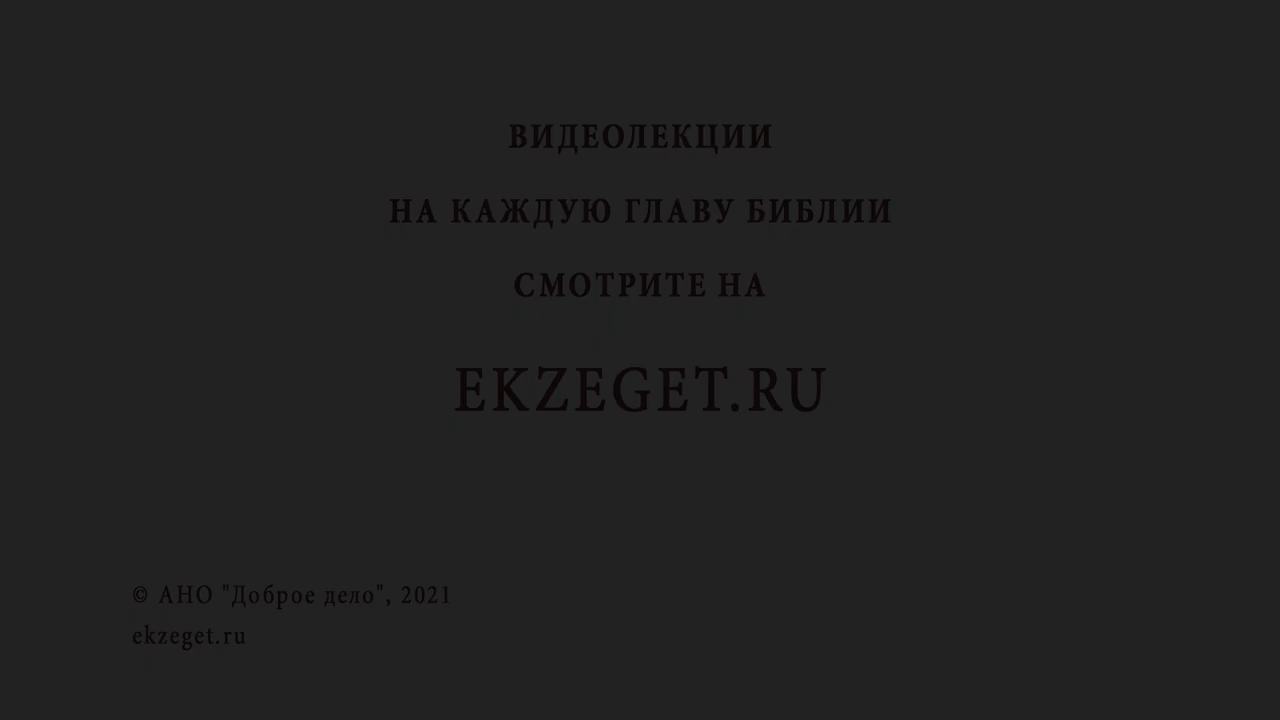 ВИДЕОЛЕКЦИИ
НА КАЖДУЮ ГЛАВУ БИБЛИИ
СМОТРИТЕ НА
EKZEGET.RU
© АНО "Доброе дело", 2021
ekzeget.ru